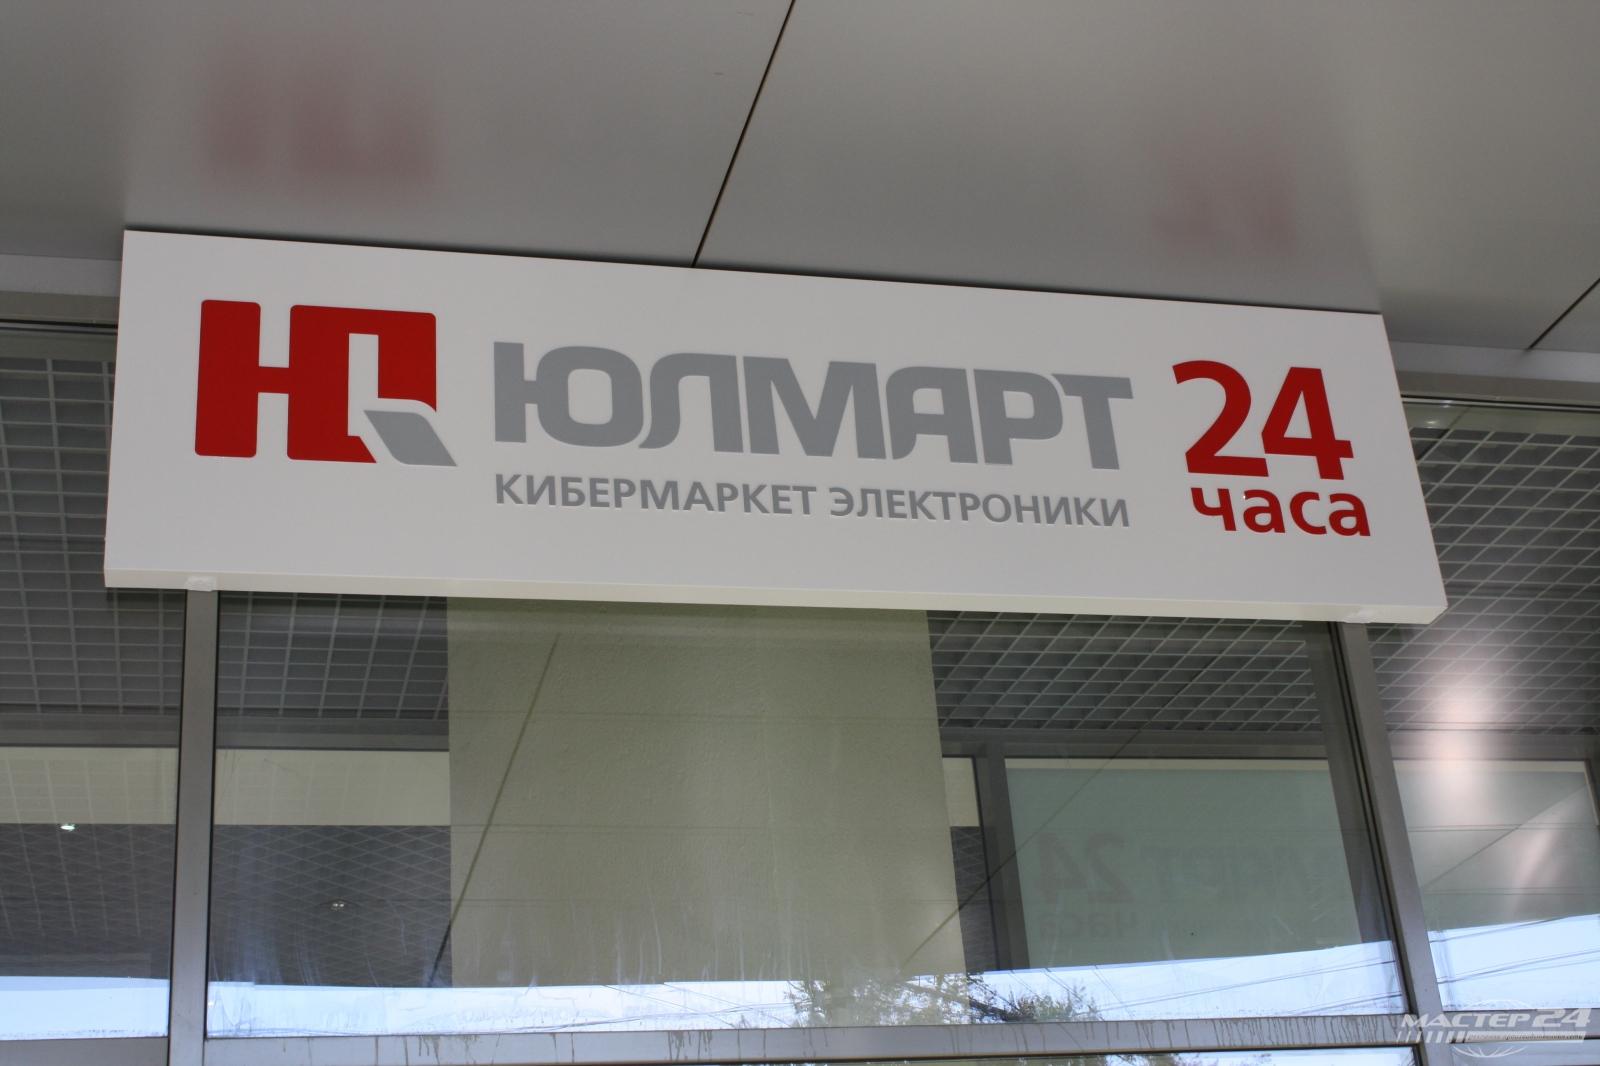 ЮЛМАРТ
КИБЕРМАРКЕТ ЭЛЕКТРОНИКИ
24
часа
МАСТЕР24